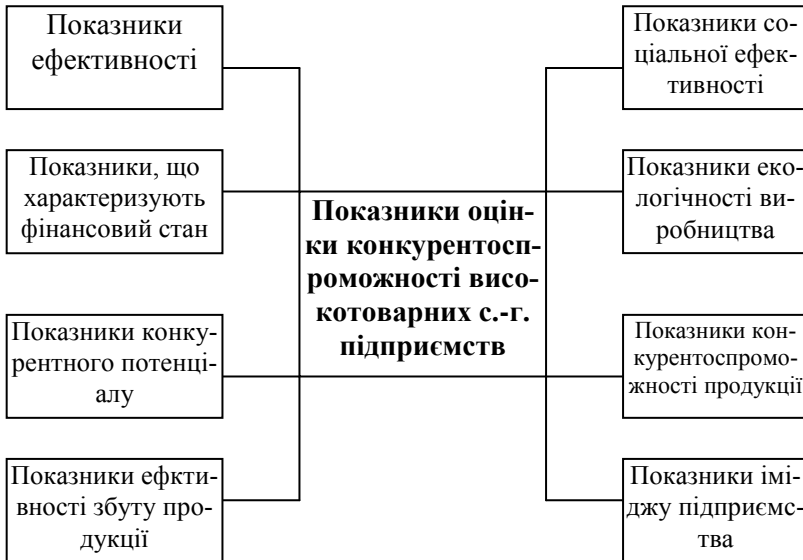 Показники
ефективності
Показники, що
характеризують
фінансовий стан
Показники конку-
рентного потенці-
алу
Показники ефкти-
вності збуту про-
дукції
Показники оцін-
ки конкурентосп-
роможності висо-
котоварних с.-г.
підприємств
Показники со-
ціальної ефек-
тивності
Показники еко-
логічності ви-
робництва
Показники кон-
курентоспромо-
жності продукції
Показники імі-
джу підприємс-
тва